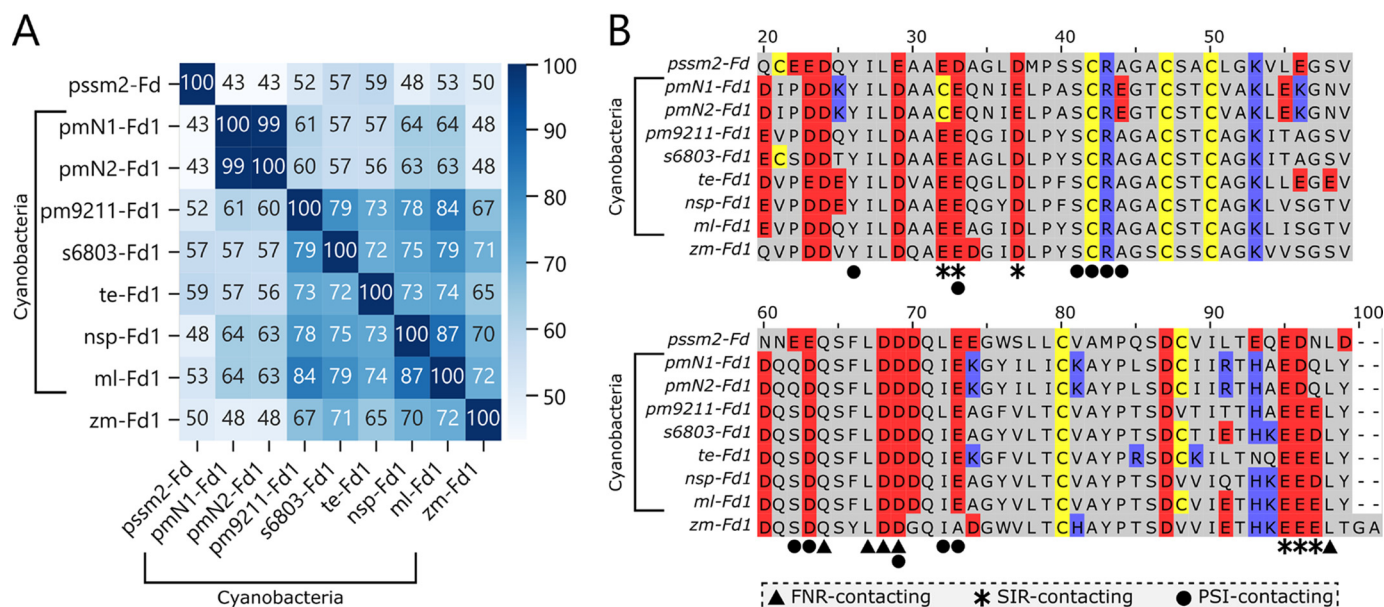 A
pssm2-Fd 100 43 43 52 57 59 48 53 50
pmN1-Fd1 43 100 99 61 57 57 64 64 48
pmN2-Fd1 43 99 100 60 57 56 63 63 48
pm9211-Fd1 52 61 60 100 79 73 78 84 67
s6803-Fd1 57 57 57 79 100 72 75 79 71
te-Fd1 59 57 56 73 72 100 73 74 65
nsp-Fd1 48 64 63 78 75 73 100 87 70
ml-Fd1 53 64 63 84 79 74 87 100 72
zm-Fd1 50 48 48 67 71 65 70 72 100
Cyanobacteria
pssm2-Fd pmN1-Fd1 pmN2-Fd1 pm9211-Fd1 s6803-Fd1 te-Fd1 nsp-Fd1 ml-Fd1 zm-Fd1
Cyanobacteria
100
90
80
70
60
50
B
20 30 40 50
pssm2-Fd QCEEDQYILEAAEDAGLDMPSSCRAGACSACLGKVLEGSV
pmN1-Fd1 DIPDDKYILDAACEQNIELPASCREGTCSTCVAKLEKGNV
pmN2-Fd1 DIPDDKYILDAACEQNIELPASCREGTCSTCVAKLEKGNV
pm9211-Fd1 EVPDDQYILDAAEEAGLDLPYSCRAGACSTCAGKITAGSV
s6803-Fd1 ECSDDTYILDAAEEAGLDLPYSCRAGACSTCAGKITAGSV
te-Fd1 DVPEDEYILDVAEEQGLDLPFSCRAGACSTCAGKLLEGEV
nsp-Fd1 EVPDDEYILDVAEEQGYDLPFSCRAGACSTCAGKLVSGTV
ml-Fd1 EVPDDQYILDAAEEAGIDLPYSCRAGACSTCAGKLISGTV
zm-Fd1 QVPDDVYILDQAEEDGIDLPYSCRAGSCSSCAGKVVSGSV
Cyanobacteria
60 70 80 90 100
pssm2-Fd NNEEQSFLDDDQLEEGWSLLCVAMPQSDCVILTEQEDNLD--
pmN1-Fd1 DQQDQSFLDDDQIEKGYILICKAYPLSDCIIRTHAEDQLY--
pmN2-Fd1 DQQDQSFLDDDQIEKGYILICKAYPLSDCIIRTHAEDQLY--
pm9211-Fd1 DQSDQSFLDDDQLEAGFVLTCVAYPTSDVTITTHAEEELY--
s6803-Fd1 DQSDQSFLDDDQIEAGYVLTCVAYPTSDCTIETHKEEDLY--
te-Fd1 DQSDQSFLDDDQIEKGFVLTCVAYPRSDCKILTNQEEELY--
nsp-Fd1 DQSDQSFLDDDQIEAGYVLTCVAYPTSDVVIQTHKEEDLY--
ml-Fd1 DQSDQSFLDDDQIEAGYVLTCVAYPTSDCVIETHKEEDLY--
zm-Fd1 DQSDQSYLDDGQIADGWVLTCHAYPTSDVVIETHKEEELTGA
Cyanobacteria
▲ FNR-contacting * SIR-contacting ● PSI-contacting